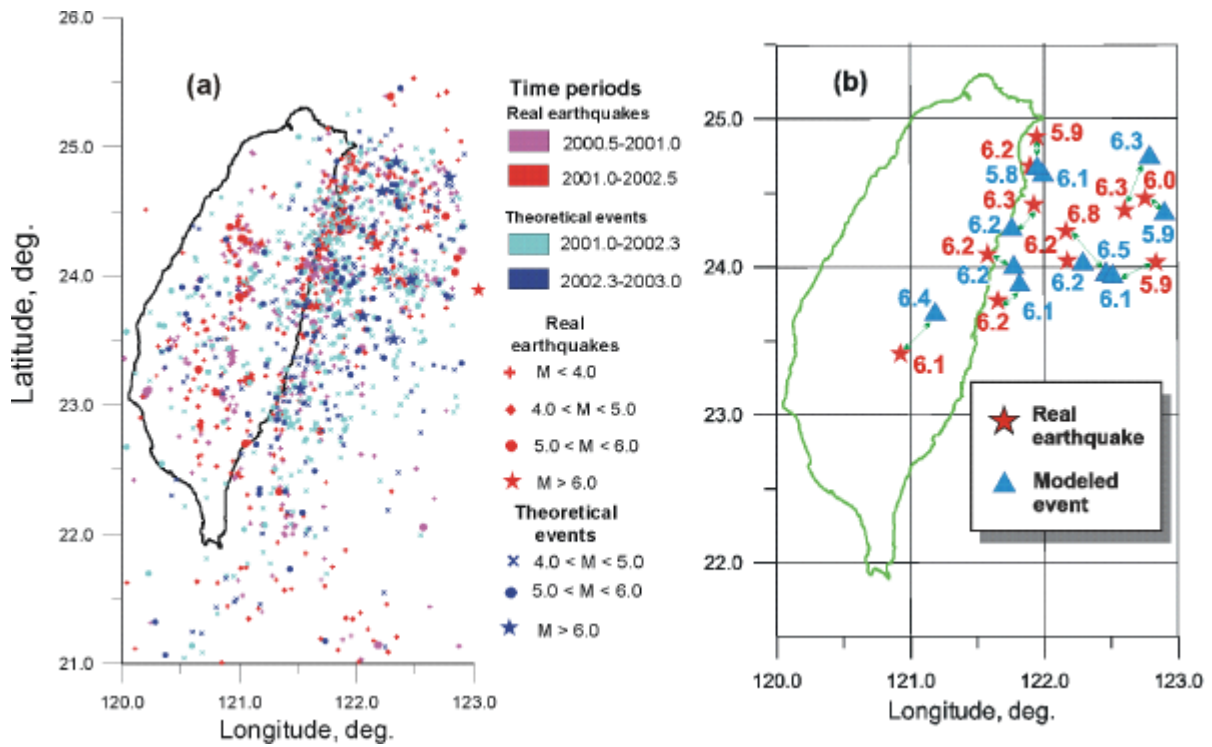 26.0
25.0
24.0
23.0
22.0
21.0
Latitude, deg.
120.0
121.0
122.0
123.0
Longitude, deg.
(a)
Time periods
Real earthquakes
2000.5-2001.0
2001.0-2002.5
Theoretical events
2001.0-2002.3
2002.3-2003.0
Real
earthquakes
M < 4.0
4.0 < M < 5.0
5.0 < M < 6.0
M > 6.0
Theoretical
events
4.0 < M < 5.0
5.0 < M < 6.0
M > 6.0
(b)
25.0
24.0
23.0
22.0
120.0
121.0
122.0
123.0
Longitude, deg.
5.9
6.2
6.3
5.8
6.1
6.0
6.3
6.3
6.8
6.2
6.2
6.2
5.9
6.5
6.2
6.2
6.1
5.9
6.4
6.2
6.1
6.1
Real
earthquake
Modeled
event